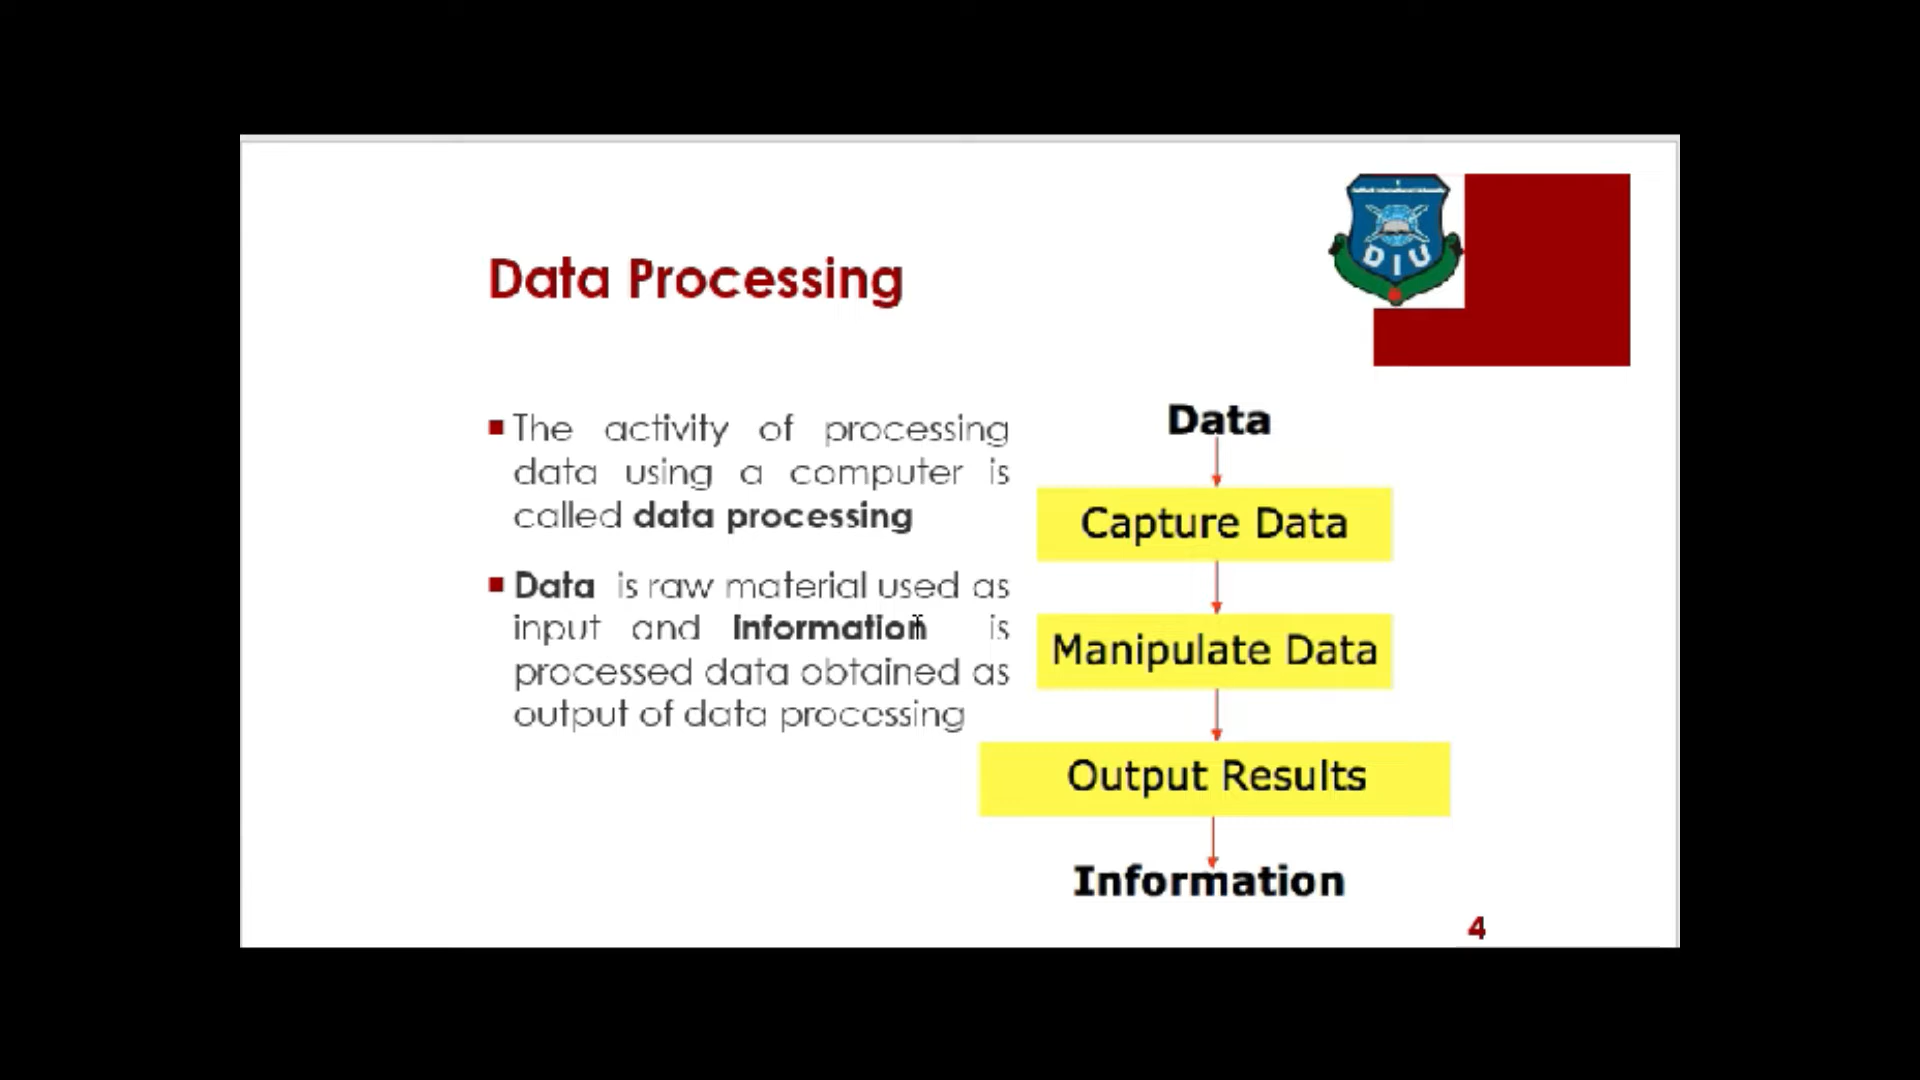 DIU
Data Processing
The activity of processing
data using a computer is
called data processing
Data is raw material used as
input and Information is
processed data obtained as
output of data processing
Data
Capture Data
Manipulate Data
Output Results
Information
4